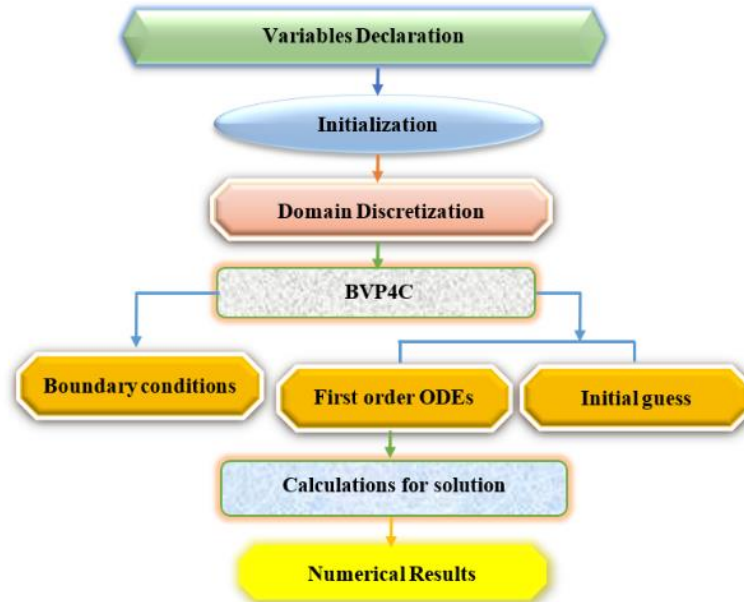 Variables Declaration
Initialization
Domain Discretization
BVP4C
Boundary conditions
First order ODEs
Initial guess
Calculations for solution
Numerical Results